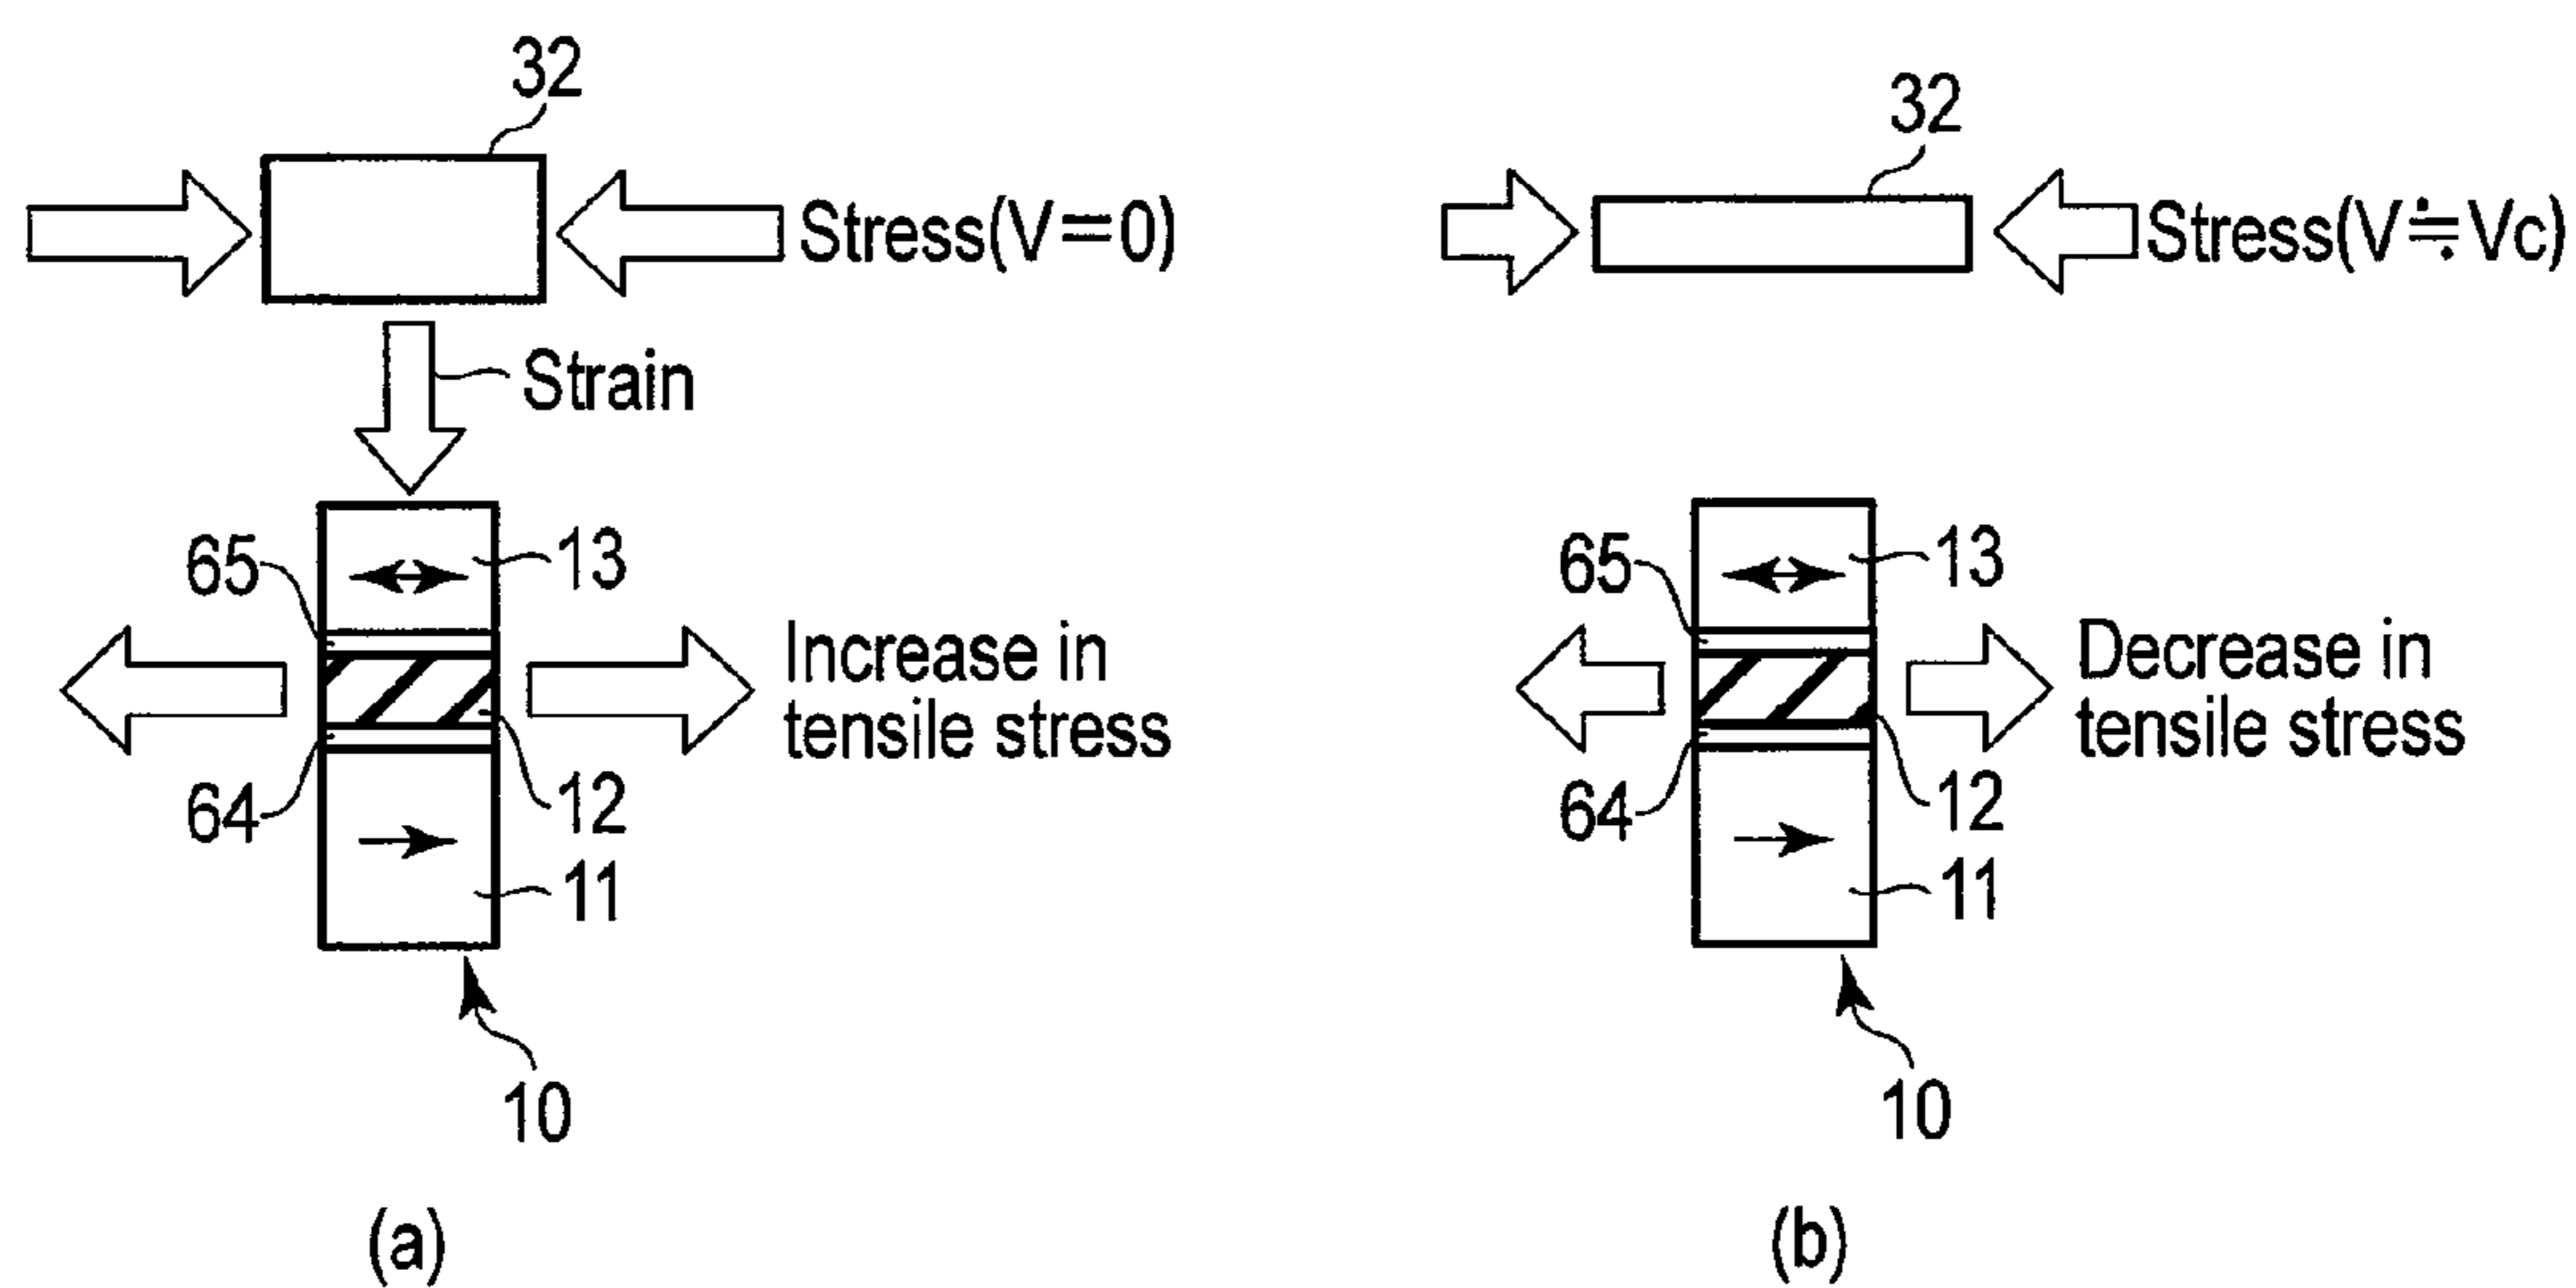 32
Stress(V=0)
Strain
65
13
Increase in
tensile stress
64
12
11
10
(a)
32
Stress(V≒Vc)
65
13
Decrease in
tensile stress
64
12
11
10
(b)